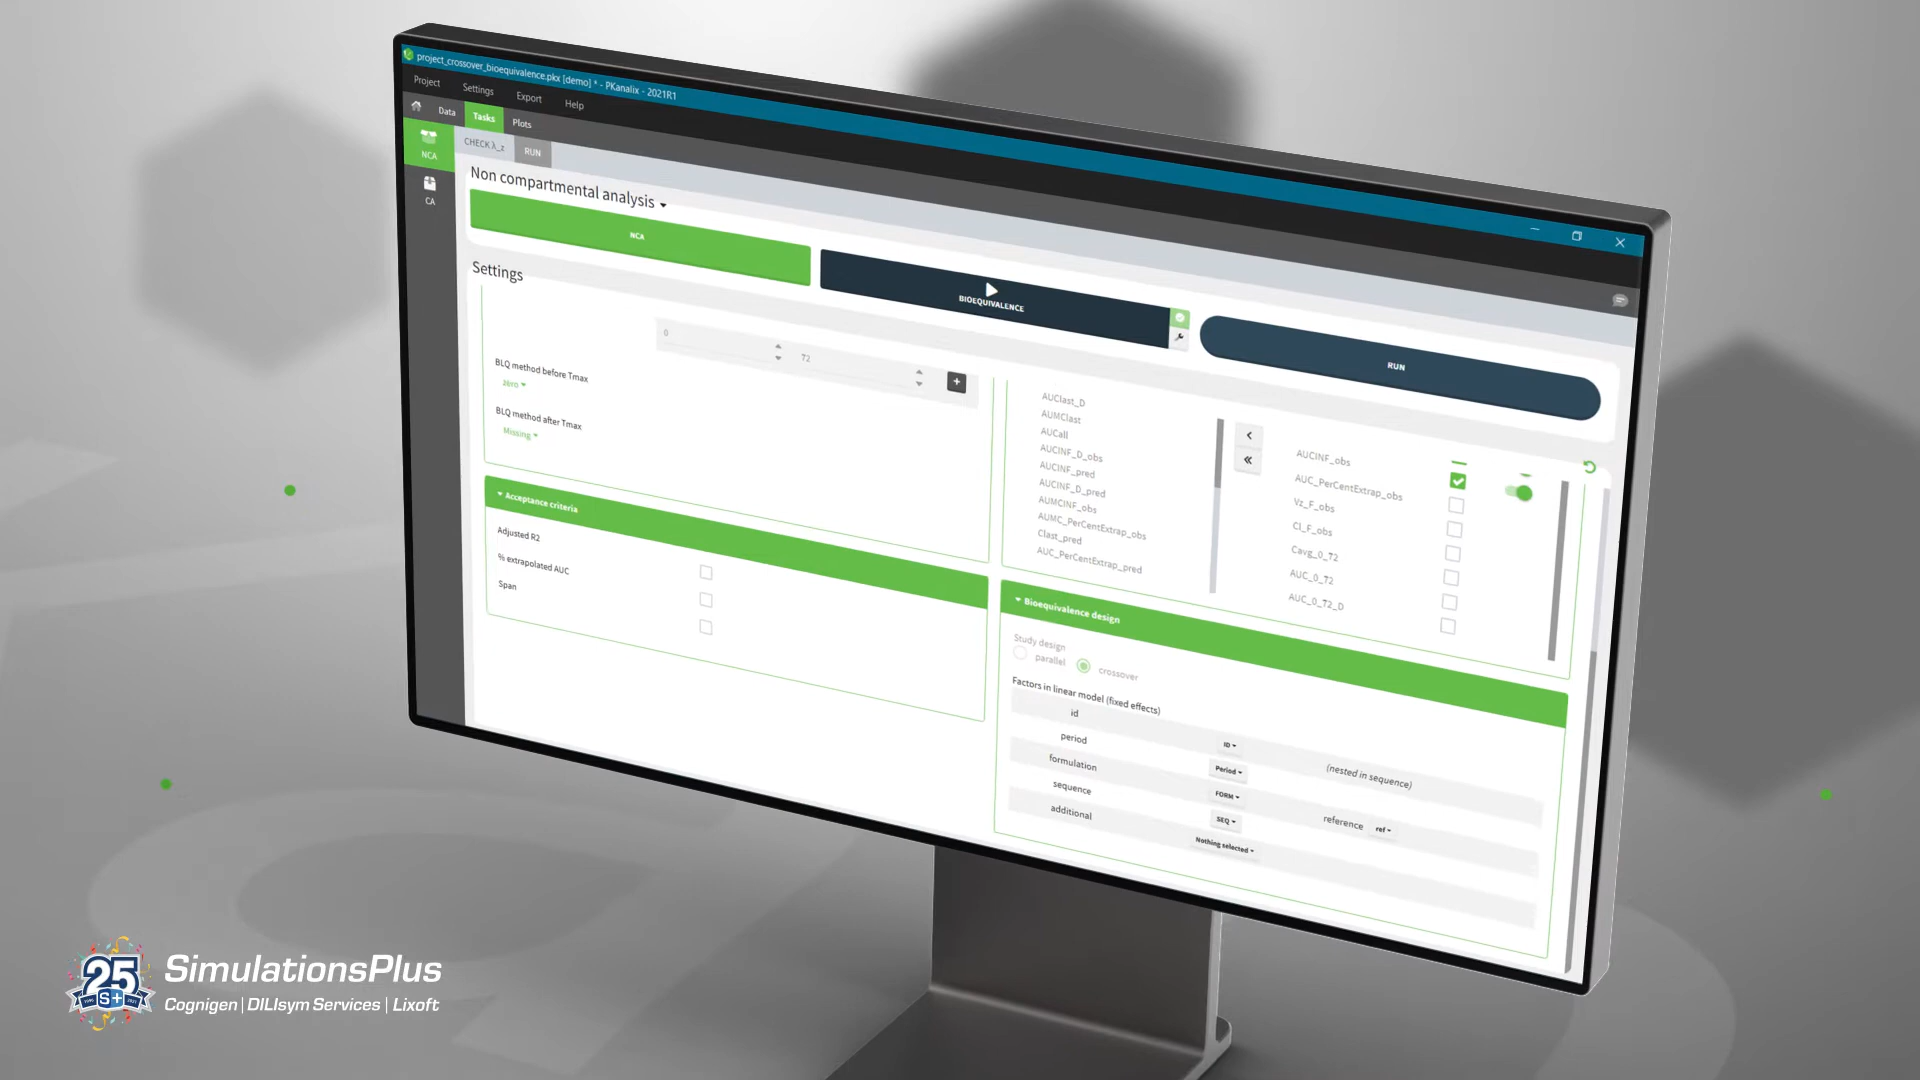 project_crossover_bioequivalence.pkx [demo] * - PKanalix - 2021R1
Project Settings Export Help
Data Tasks Plots
NCA
CA
CHECK λ_z RUN
Non compartmental analysis
NCA
BIOEQUIVALENCE
RUN
Settings
0 72
BLQ method before Tmax
zero
BLQ method after Tmax
Missing
Acceptance criteria
Adjusted R2
% extrapolated AUC
Span
AUClast_D
AUMClast
AUCall
AUCINF_D_obs
AUCINF_pred
AUCINF_D_pred
AUMCINF_obs
AUMC_PerCentExtrap_obs
Clast_pred
AUC_PerCentExtrap_pred
AUCINF_obs
AUC_PerCentExtrap_obs
Vz_F_obs
Cl_F_obs
Cavg_0_72
AUC_0_72
AUC_0_72_D
Bioequivalence design
Study design
parallel crossover
Factors in linear model (fixed effects)
id ID (nested in sequence)
period Period
formulation FORM reference ref
sequence SEQ
additional Nothing selected
25
S+
SimulationsPlus
Cognigen | DILIsym Services | Lixoft